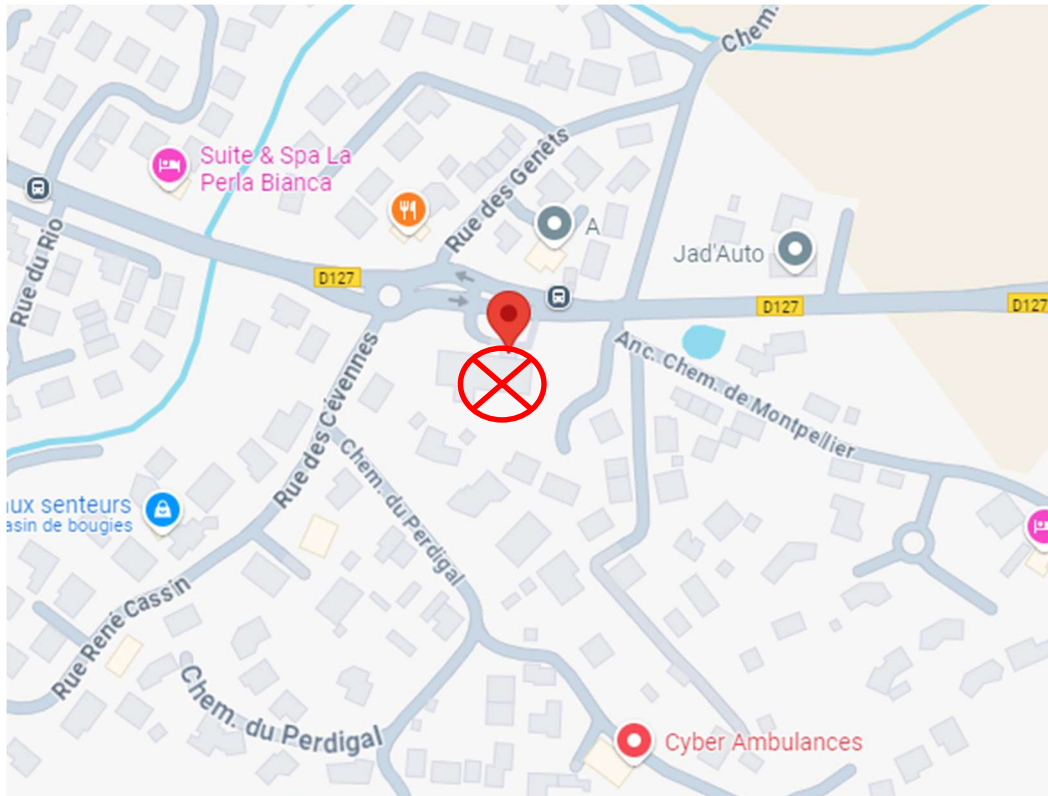 Chem.
Suite & Spa La
Perla Bianca
Rue des Genêts
A
Rue du Rio
Jad'Auto
D127
D127
D127
Anc. Chem. de Montpellier
Rue des Cévennes
Chem. du Perdigal
aux senteurs
asin de bougies
Rue René Cassin
Chem. du Perdigal
Cyber Ambulances